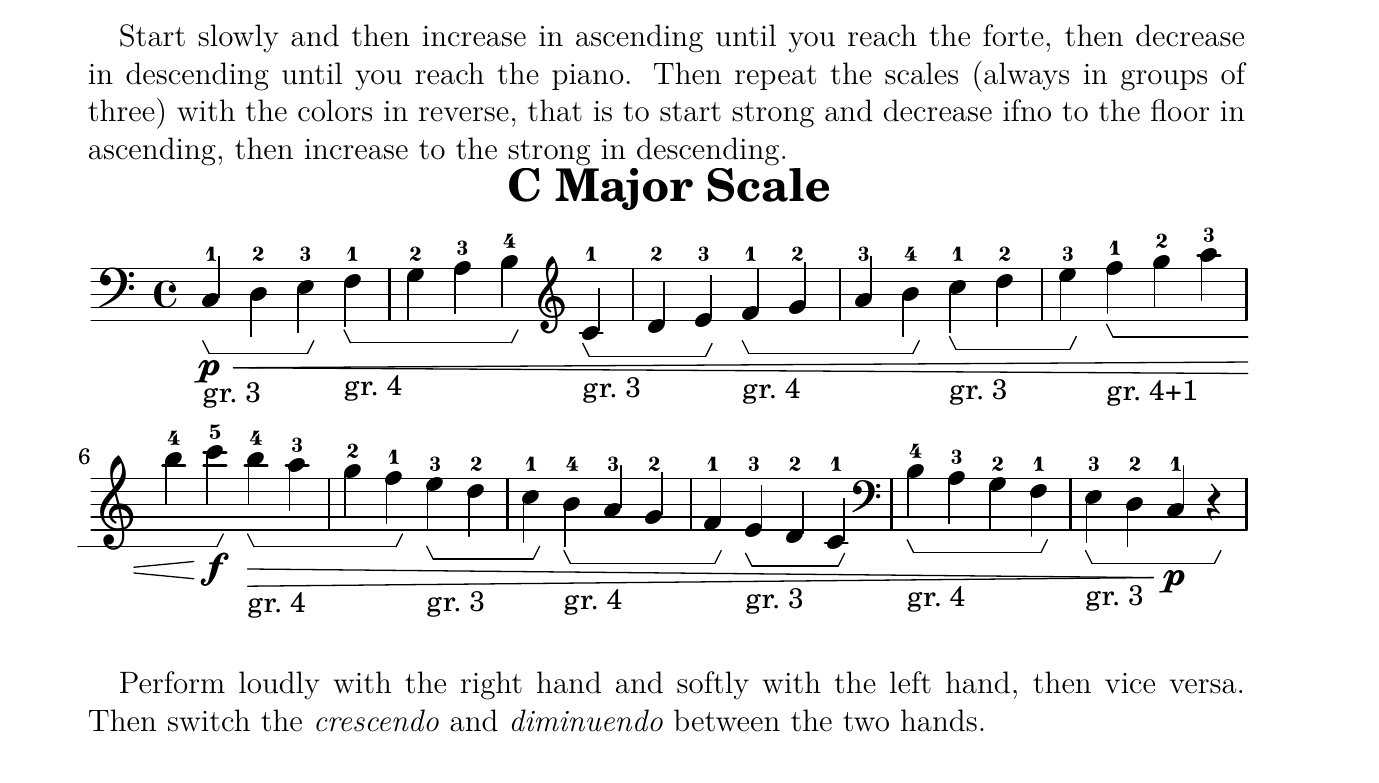 Start slowly and then increase in ascending until you reach the forte, then decrease
in descending until you reach the piano. Then repeat the scales (always in groups of
three) with the colors in reverse, that is to start strong and decrease ifno to the floor in
ascending, then increase to the strong in descending.
C Major Scale
1 2 3 1 2 3 4 1 2 3 1 2 3 4 1 2 3 1 2 3
p
gr. 3 gr. 4 gr. 3 gr. 4 gr. 3 gr. 4+1
6 4 5 4 3 2 1 3 2 1 4 3 2 1 3 2 1 4 3 2 1 3 2 1
f p
gr. 4 gr. 3 gr. 4 gr. 3 gr. 4 gr. 3
Perform loudly with the right hand and softly with the left hand, then vice versa.
Then switch the crescendo and diminuendo between the two hands.